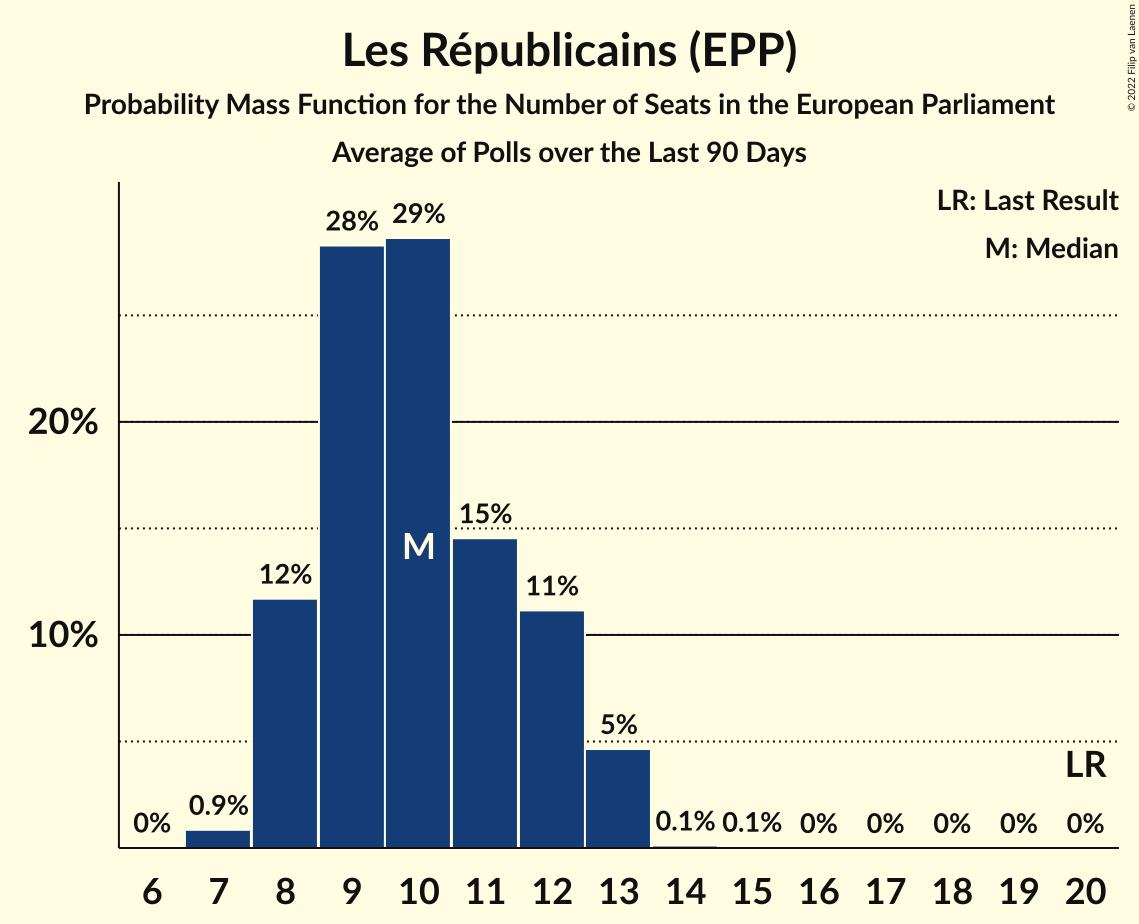 Les Républicains (EPP)
Probability Mass Function for the Number of Seats in the European Parliament
Average of Polls over the Last 90 Days
© 2022 Filip van Laenen
LR: Last Result
M: Median
28% 29%
20%
15%
M
12% 11%
10%
5%
LR
0% 0.9% 0.1% 0.1% 0% 0% 0% 0% 0%
6 7 8 9 10 11 12 13 14 15 16 17 18 19 20